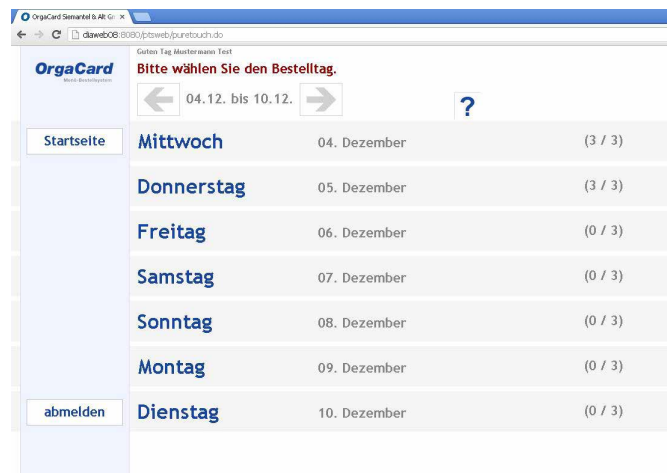 OrgaCard Siemantel & Alt Gr
diaweb08:8080/ptsweb/puretouch.do
Guten Tag Mustermann Test
OrgaCard
Menü-Bestellsystem
Bitte wählen Sie den Bestelltag.
04.12. bis 10.12.
?
Startseite
Mittwoch 04. Dezember (3 / 3)
Donnerstag 05. Dezember (3 / 3)
Freitag 06. Dezember (0 / 3)
Samstag 07. Dezember (0 / 3)
Sonntag 08. Dezember (0 / 3)
Montag 09. Dezember (0 / 3)
abmelden
Dienstag 10. Dezember (0 / 3)